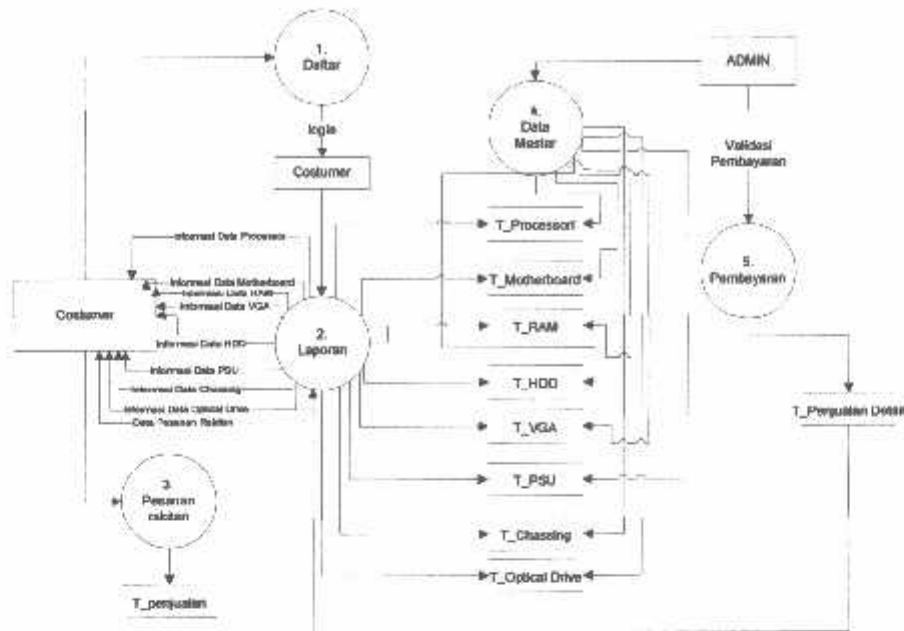 1.
Daftar
ADMIN
4.
Data
Master
login
Validasi
Pembayaran
Costumer
T_Processor
Informasi Data Processor
5.
Pembayaran
Informasi Data Motherboard
Informasi Data RAM
T_Motherboard
Informasi Data VGA
Costumer
2.
Laporan
T_RAM
Informasi Data HDD
Informasi Data PSU
T_HDD
Informasi Data Chassing
Informasi Data Optical Drive
Data Pesanan Rakitan
T_Penjualan Detail
T_VGA
3.
Pesanan
rakitan
T_PSU
T_Chassing
T_Optical Drive
T_penjualan